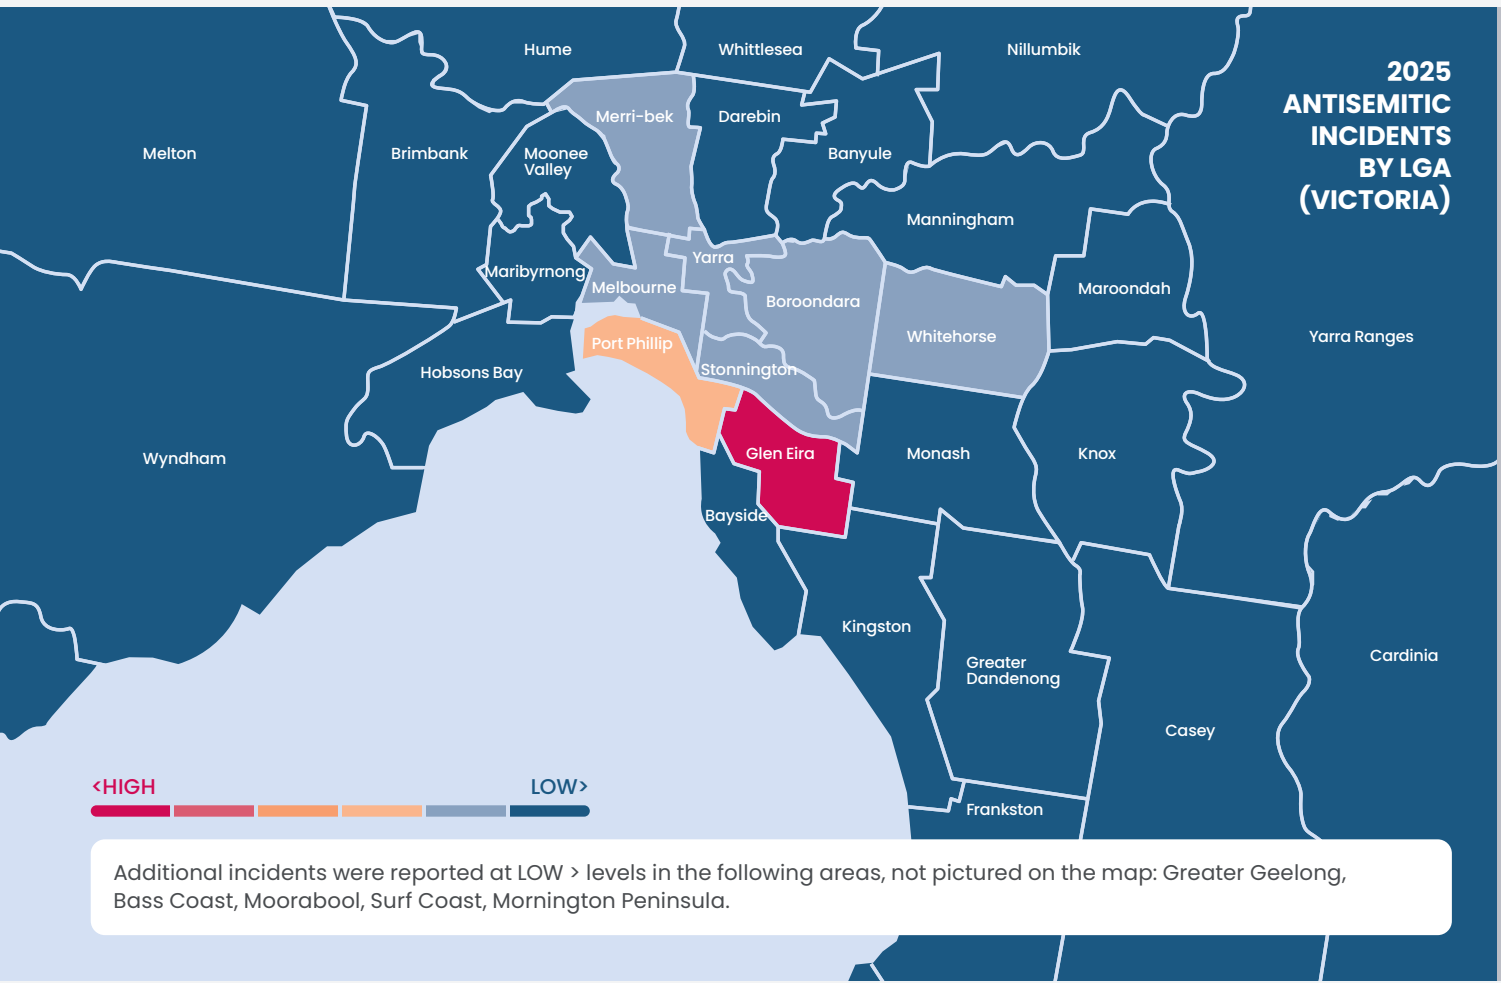 2025
ANTISEMITIC
INCIDENTS
BY LGA
(VICTORIA)
Hume
Whittlesea
Nillumbik
Merri-bek
Darebin
Melton
Brimbank
Moonee
Valley
Banyule
Manningham
Maribyrnong
Yarra
Melbourne
Boroondara
Maroondah
Whitehorse
Yarra Ranges
Port Phillip
Stonnington
Hobsons Bay
Wyndham
Glen Eira
Monash
Knox
Bayside
Kingston
Greater
Dandenong
Cardinia
Casey
Frankston
<HIGH
LOW>
Additional incidents were reported at LOW > levels in the following areas, not pictured on the map: Greater Geelong,
Bass Coast, Moorabool, Surf Coast, Mornington Peninsula.